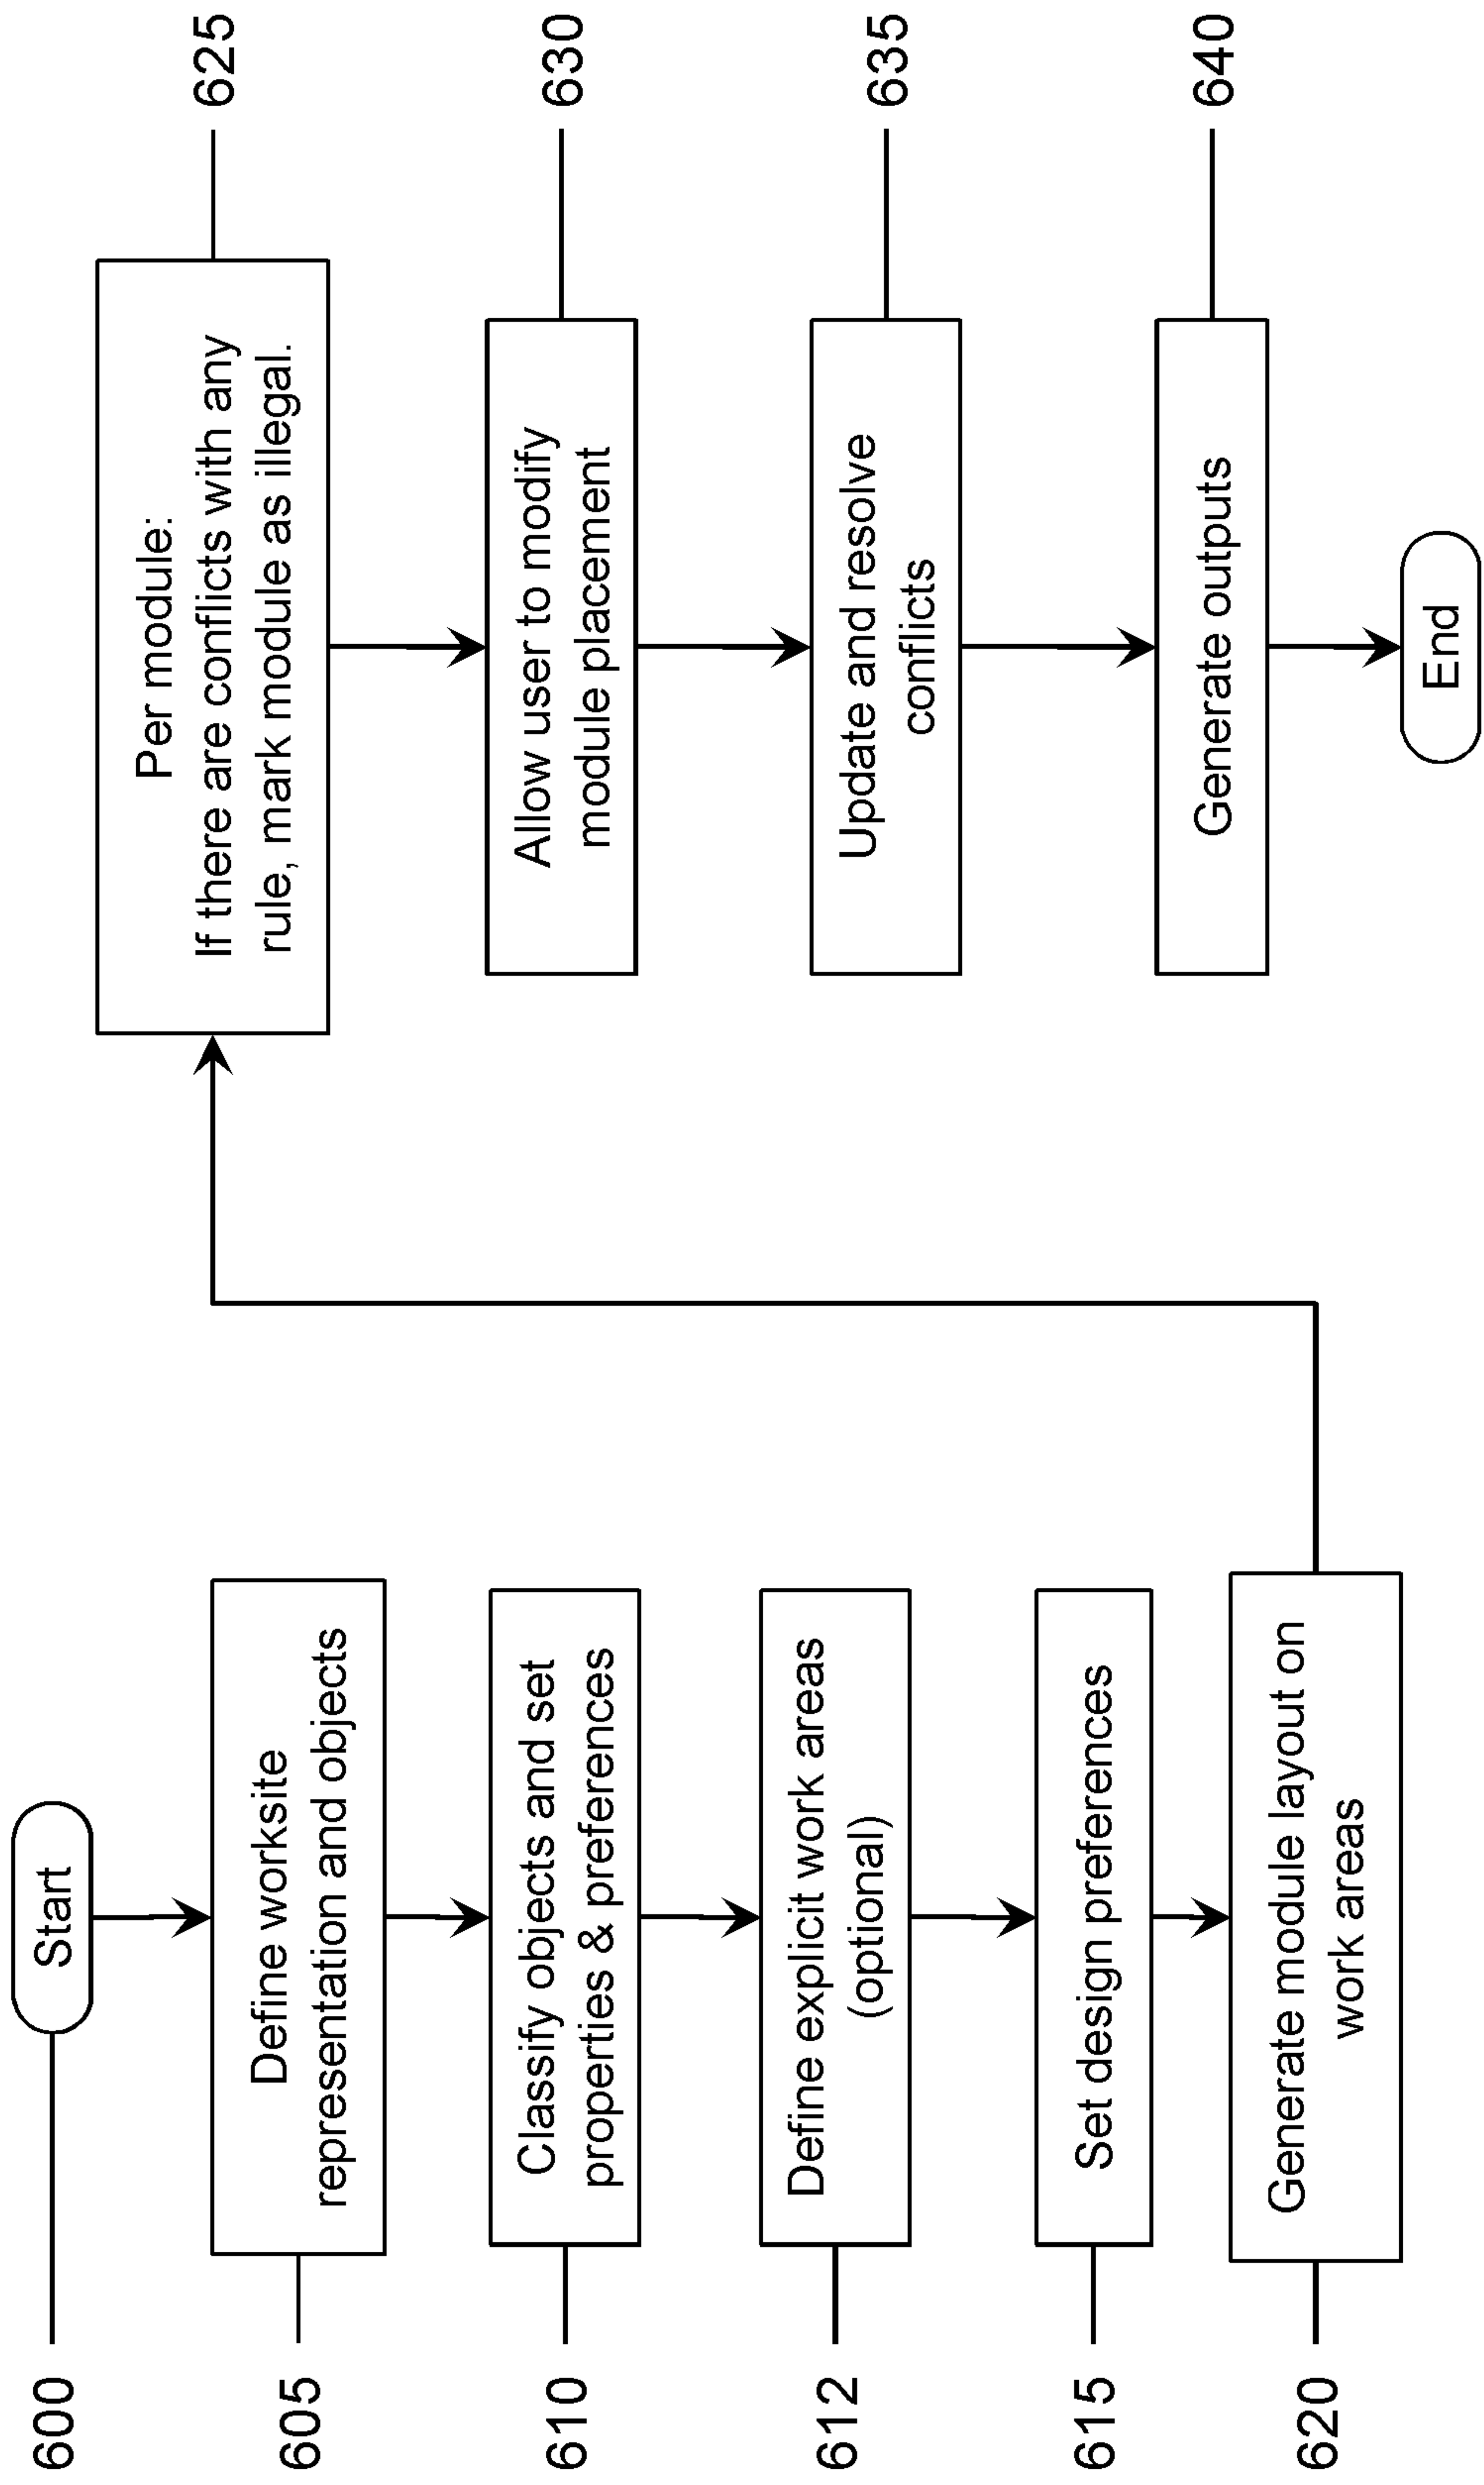 600
Start
605
Define worksite
representation and objects
610
Classify objects and set
properties & preferences
612
Define explicit work areas
(optional)
615
Set design preferences
620
Generate module layout on
work areas
Per module:
If there are conflicts with any
rule, mark module as illegal.
625
Allow user to modify
module placement
630
Update and resolve
conflicts
635
Generate outputs
640
End